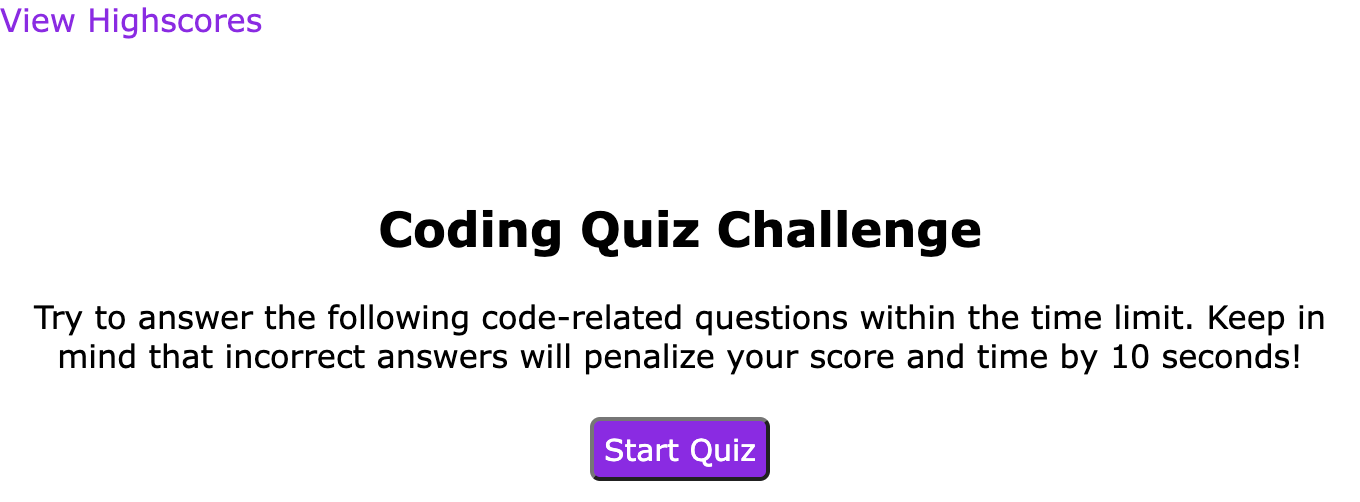 View Highscores
Coding Quiz Challenge
Try to answer the following code-related questions within the time limit. Keep in
mind that incorrect answers will penalize your score and time by 10 seconds!
Start Quiz